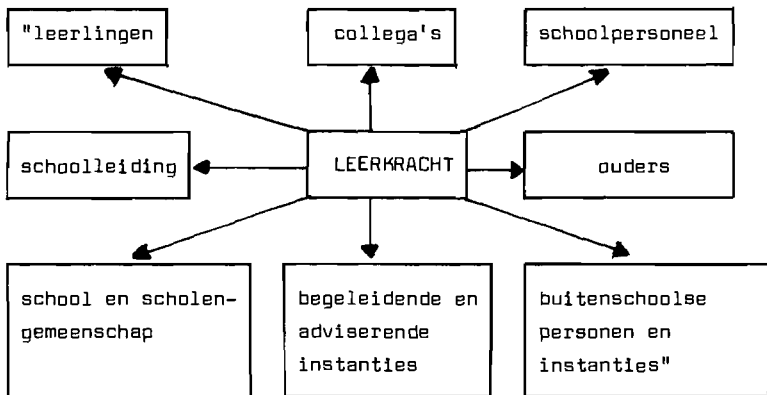 "leerlingen
collega's
schoolpersoneel
schoolleiding
LEERKRACHT
ouders
school en scholen-
gemeenschap
begeleidende en
adviserende
instanties
buitenschoolse
personen en
instanties"